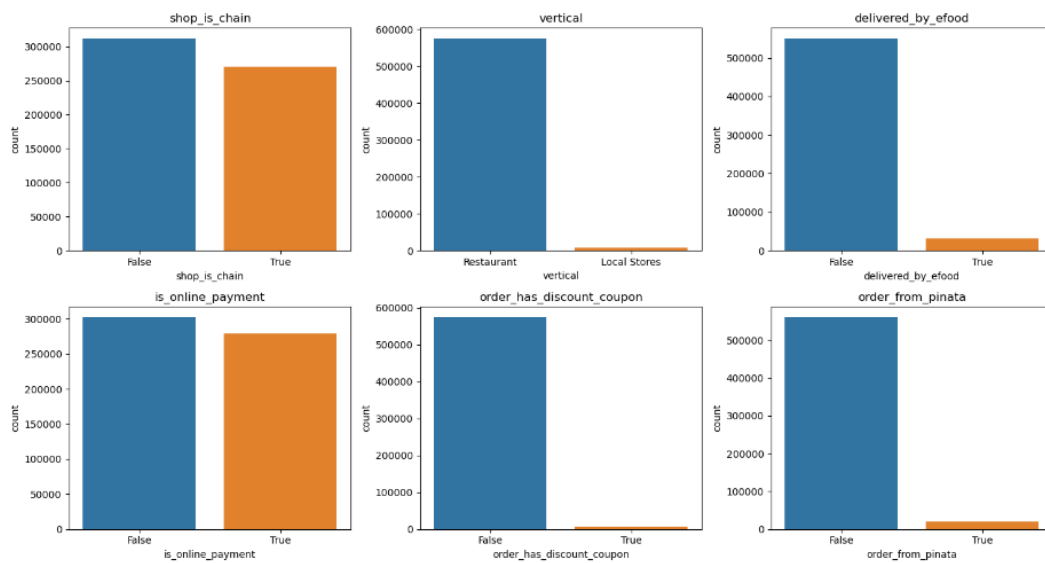 shop_is_chain
300000
250000
200000
150000
100000
50000
0
count
False True
shop_is_chain
vertical
600000
500000
400000
300000
200000
100000
0
count
Restaurant Local Stores
vertical
delivered_by_efood
500000
400000
300000
200000
100000
0
count
False True
delivered_by_efood
is_online_payment
300000
250000
200000
150000
100000
50000
0
count
False True
is_online_payment
order_has_discount_coupon
600000
500000
400000
300000
200000
100000
0
count
False True
order_has_discount_coupon
order_from_pinata
500000
400000
300000
200000
100000
0
count
False True
order_from_pinata